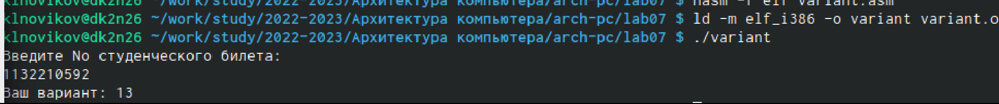 klnovikov@dk2n26 ~/work/study/2022-2023/Архитектура компьютера/arch-pc/lab07 $ nasm -f elf variant.asm
klnovikov@dk2n26 ~/work/study/2022-2023/Архитектура компьютера/arch-pc/lab07 $ ld -m elf_i386 -o variant variant.o
klnovikov@dk2n26 ~/work/study/2022-2023/Архитектура компьютера/arch-pc/lab07 $ ./variant
Введите No студенческого билета:
1132210592
Ваш вариант: 13